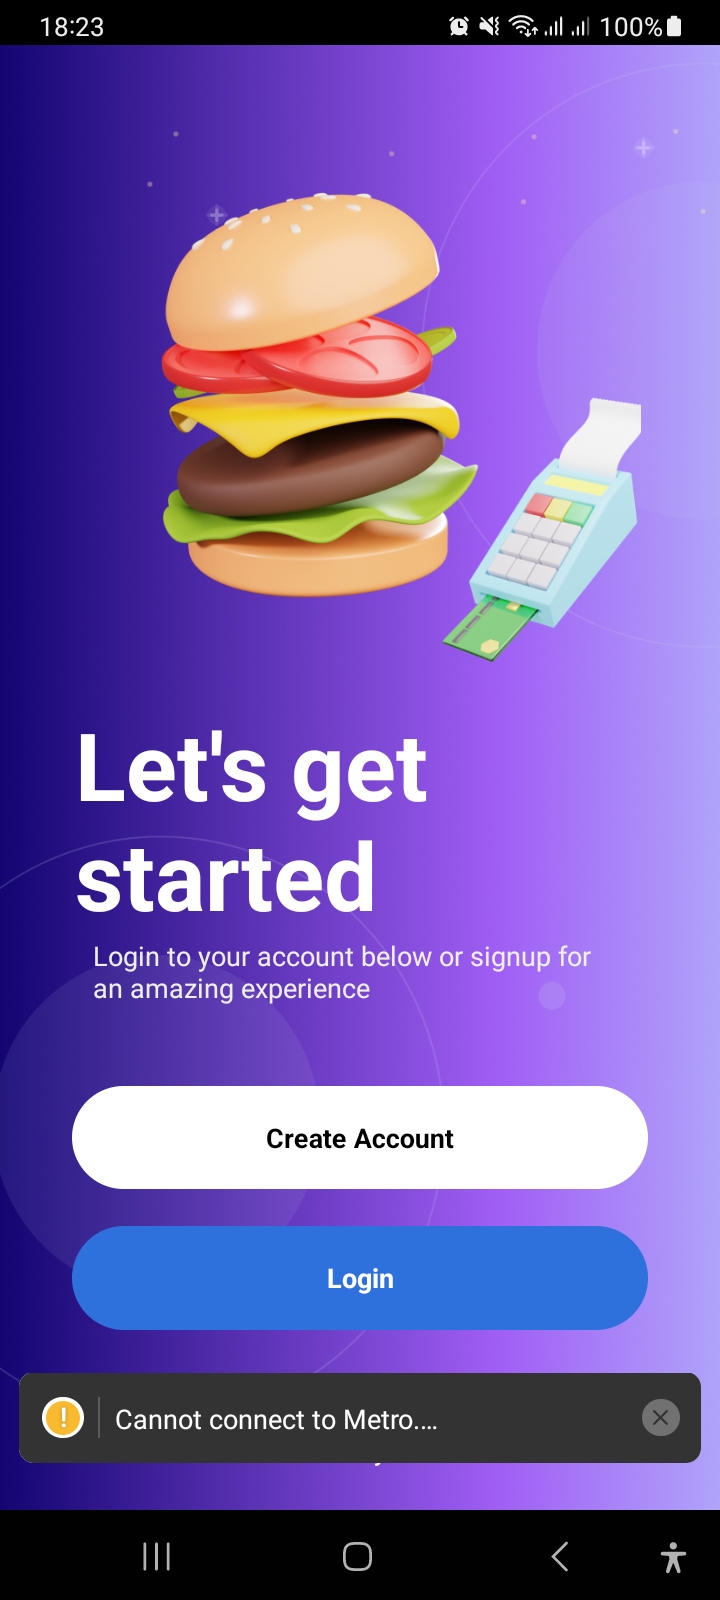 18:23
100%
Let's get
started
Login to your account below or signup for
an amazing experience
Create Account
Login
! Cannot connect to Metro....